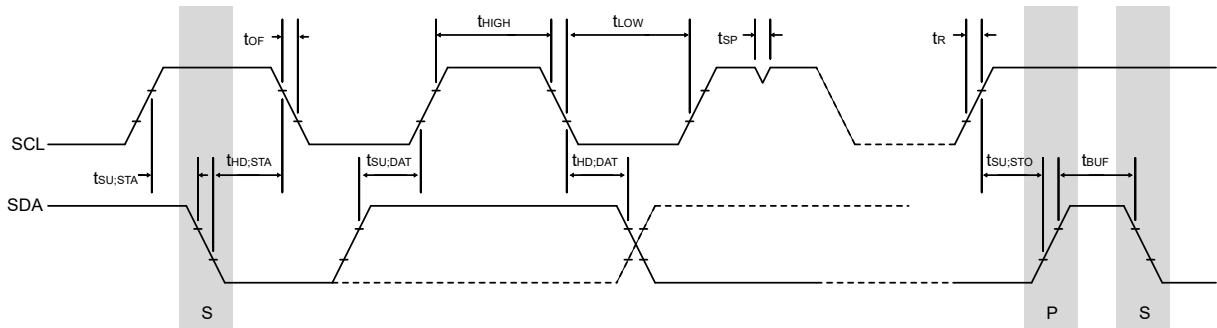 tOF
tHIGH
tLOW
tSP
tR
SCL
tSU;STA
tHD;STA
tSU;DAT
tHD;DAT
tSU;STO
tBUF
SDA
S
P
S